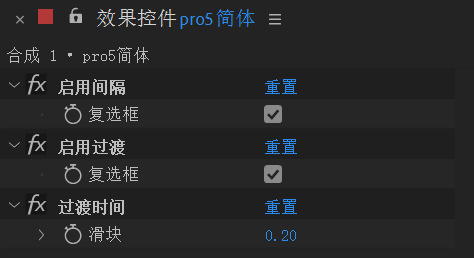 效果控件 pro5简体
合成 1 • pro5简体
fx 启用间隔 重置
复选框
fx 启用过渡 重置
复选框
fx 过渡时间 重置
滑块 0.20